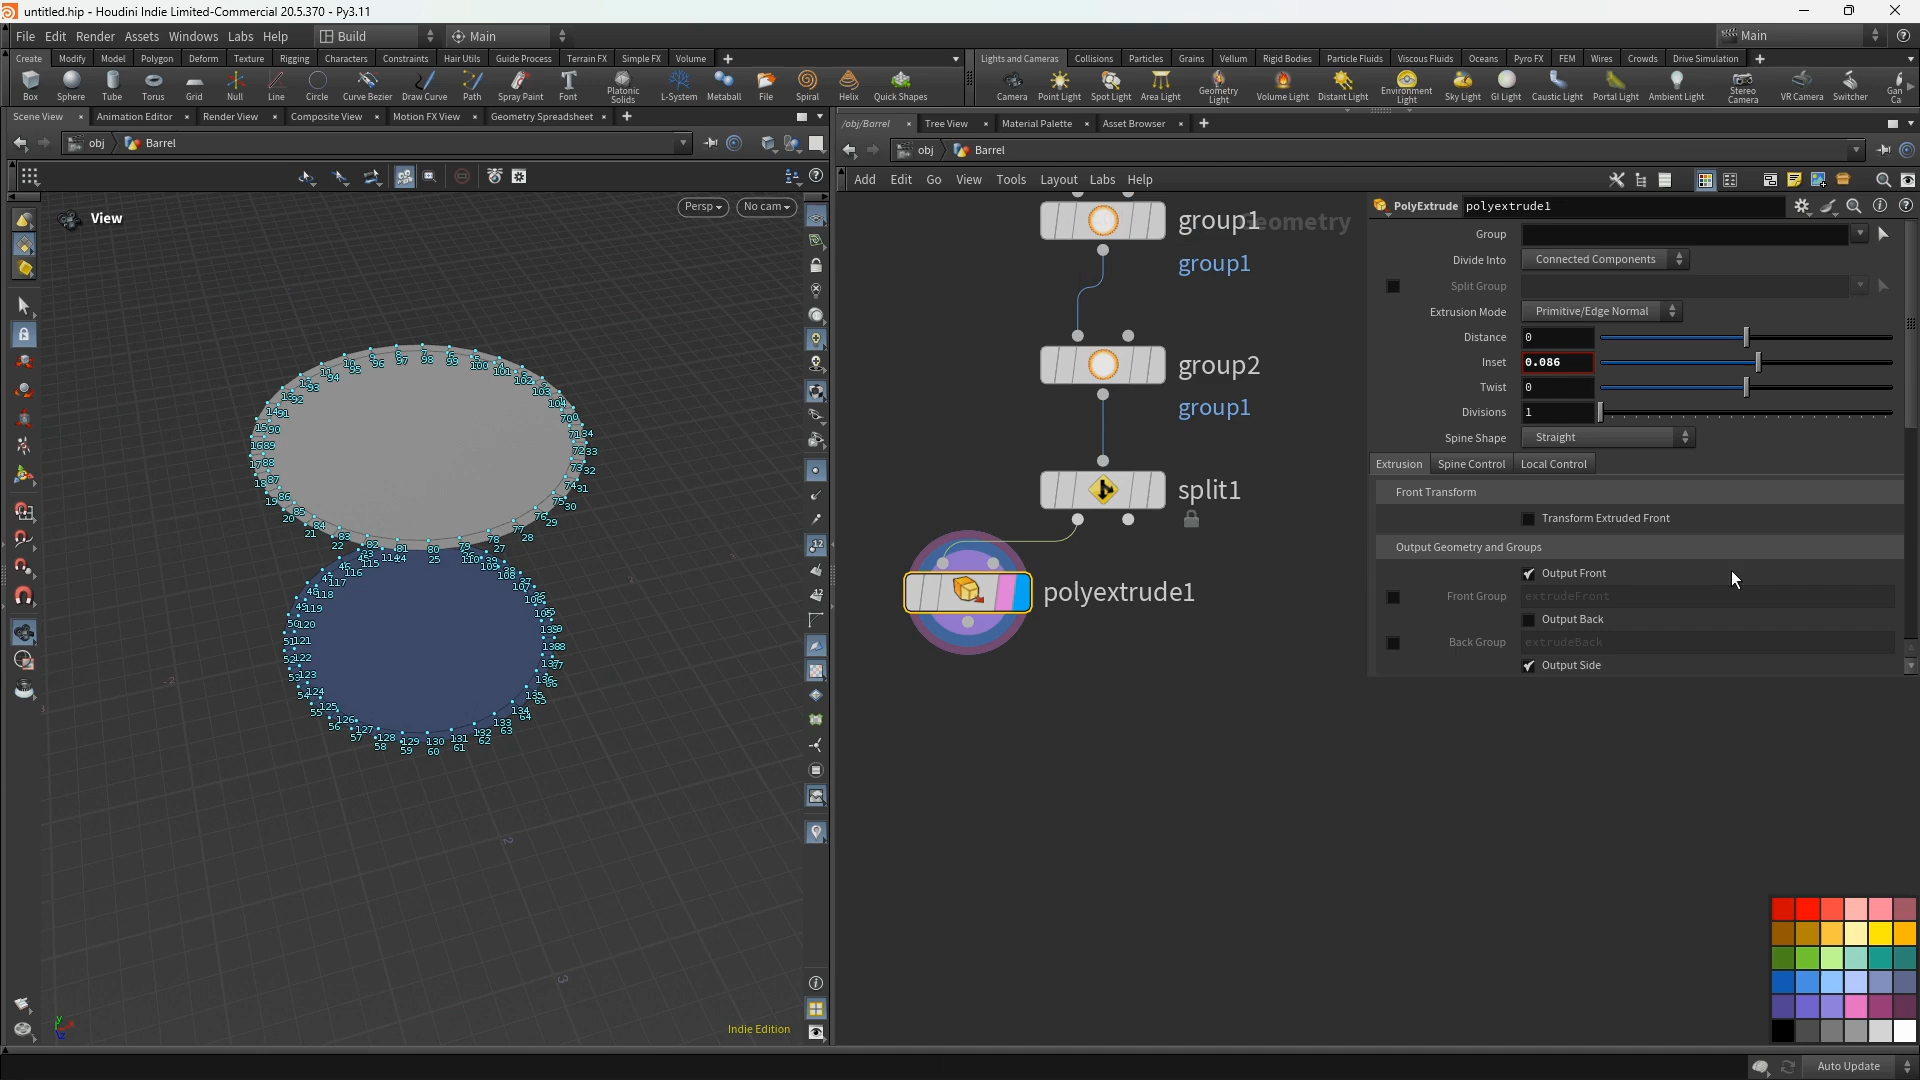 untitled.hip - Houdini Indie Limited-Commercial 20.5.370 - Py3.11
File Edit Render Assets Windows Labs Help Build Main Main
Create Modify Model Polygon Deform Texture Rigging Characters Constraints Hair Utils Guide Process Terrain FX Simple FX Volume
Lights and Cameras Collisions Particles Grains Vellum Rigid Bodies Particle Fluids Viscous Fluids Oceans Pyro FX FEM Wires Crowds Drive Simulation
Box Sphere Tube Torus Grid Null Line Circle Curve Bezier Draw Curve Path Spray Paint Font Platonic Solids L-System Metaball File Spiral Helix Quick Shapes
Camera Point Light Spot Light Area Light Geometry Light Volume Light Distant Light Environment Light Sky Light GI Light Caustic Light Portal Light Ambient Light Stereo Camera VR Camera Switcher Gan Ca
Scene View Animation Editor Render View Composite View Motion FX View Geometry Spreadsheet
/obj/Barrel Tree View Material Palette Asset Browser
obj Barrel
obj Barrel
Add Edit Go View Tools Layout Labs Help
View
Persp No cam
Geometry
group1
group1
group2
group1
split1
polyextrude1
PolyExtrude polyextrude1
Group
Divide Into Connected Components
Split Group
Extrusion Mode Primitive/Edge Normal
Distance 0
Inset 0.086
Twist 0
Divisions 1
Spine Shape Straight
Extrusion Spine Control Local Control
Front Transform
Transform Extruded Front
Output Geometry and Groups
Output Front
Front Group extrudeFront
Output Back
Back Group extrudeBack
Output Side
Indie Edition
Auto Update